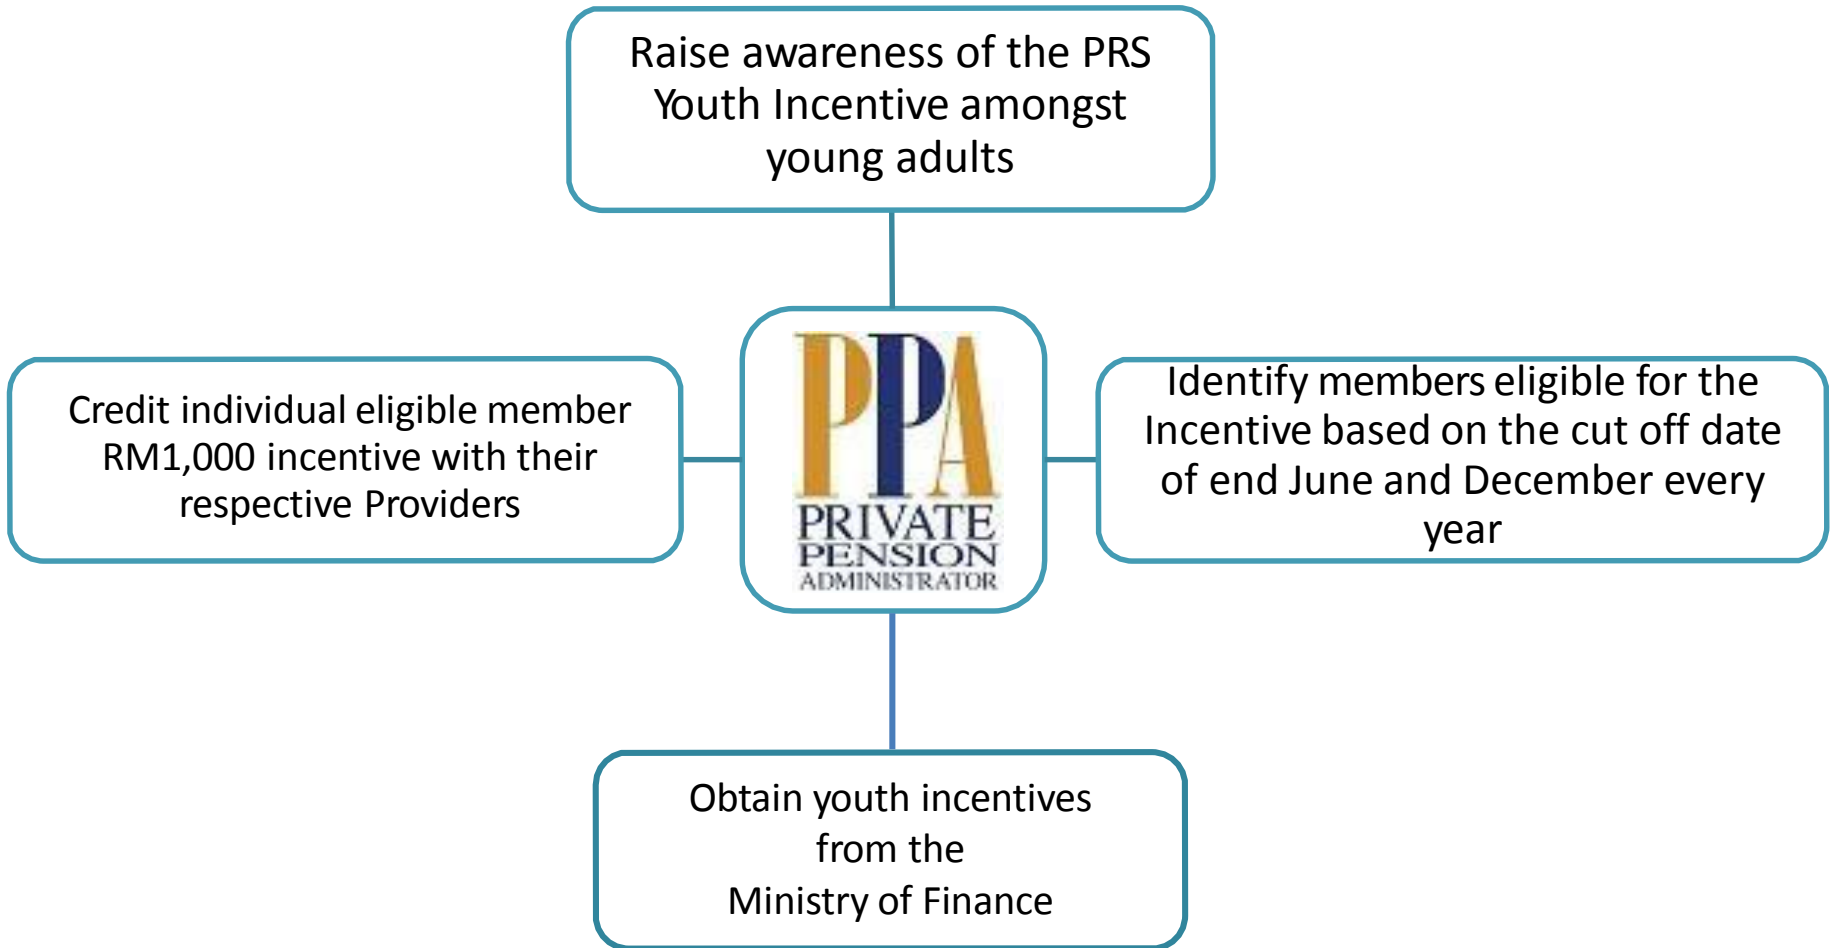 Raise awareness of the PRS
Youth Incentive amongst
young adults
Credit individual eligible member
RM1,000 incentive with their
respective Providers
PPA
PRIVATE
PENSION
ADMINISTRATOR
Identify members eligible for the
Incentive based on the cut off date
of end June and December every
year
Obtain youth incentives
from the
Ministry of Finance